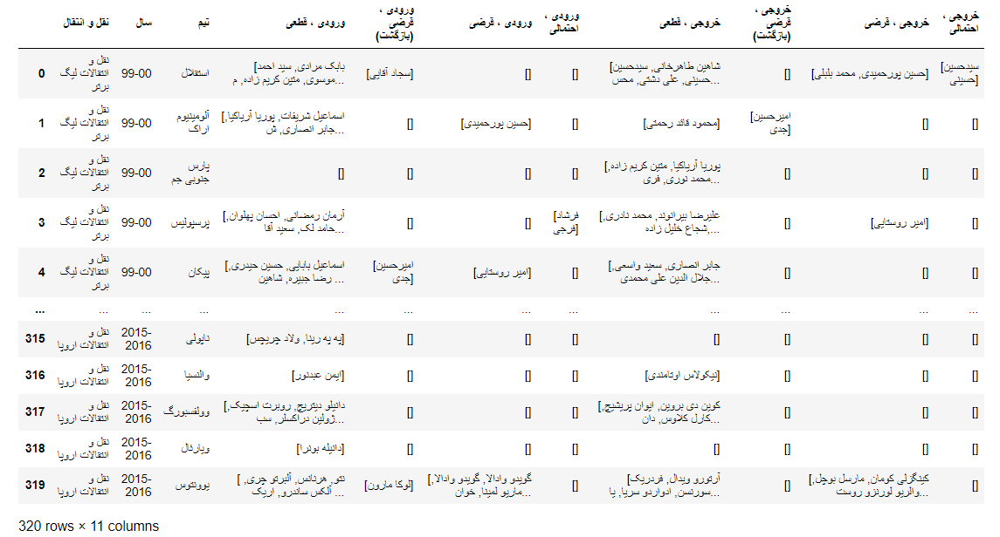 نقل و انتقال	سال	تیم	ورودی ، قطعی	ورودی ، قرضی (بازگشت)	ورودی ، قرضی	ورودی ، احتمالی	خروجی ، قطعی	خروجی ، قرضی (بازگشت)	خروجی ، قرضی	خروجی ، احتمالی
0	نقل و انتقالات لیگ برتر	99-00	استقلال	[بابک مرادی, سید احمد موسوی, متین کریم زاده, م...	[سجاد آقایی]	[]	[]	[شاهین طاهرخانی, سیدحسین حسینی, علی دشتی, محس...	[]	[حسین پورحمیدی, محمد بلبلی]	[سیدحسین حسینی]
1	نقل و انتقالات لیگ برتر	99-00	آلومینیوم اراک	[اسماعیل شریفات, پوریا آریاکیا, جابر انصاری, ش...	[]	[حسین پورحمیدی]	[]	[محمود قائد رحمتی]	[امیرحسین جدی]	[]	[]
2	نقل و انتقالات لیگ برتر	99-00	پارس جنوبی جم	[]	[]	[]	[]	[پوریا آریاکیا, متین کریم زاده, محمد نوری, فری...	[]	[]	[]
3	نقل و انتقالات لیگ برتر	99-00	پرسپولیس	[آرمان رمضانی, احسان پهلوان, حامد لک, سعید آقا...	[]	[]	[فرشاد فرجی]	[علیرضا بیرانوند, محمد نادری, شجاع خلیل زاده,...	[]	[امیر روستایی]	[]
4	نقل و انتقالات لیگ برتر	99-00	پیکان	[اسماعیل بابایی, حسین حیدری, رضا جبیره, شاهین ...	[امیرحسین جدی]	[امیر روستایی]	[]	[جابر انصاری, سعید واسعی, جلال الدین علی محمدی...	[]	[]	[]
...	...	...	...	...	...	...	...	...	...	...	...
315	نقل و انتقالات اروپا	2015-2016	ناپولی	[په په رینا, ولاد چریچس]	[]	[]	[]	[]	[]	[]	[]
316	نقل و انتقالات اروپا	2015-2016	والنسیا	[ایمن عبدنور]	[]	[]	[]	[نیکولاس اوتامندی]	[]	[]	[]
317	نقل و انتقالات اروپا	2015-2016	وولفسبورگ	[دانیلو دیتریچ, روبرت اسچیک, ژولین دراکسلر, سب...	[]	[]	[]	[کوین دی بروین, ایوان پریشیچ, کارل کلاوس, دان...	[]	[]	[]
318	نقل و انتقالات اروپا	2015-2016	ویارئال	[دانیله بونرا]	[]	[]	[]	[]	[]	[]	[]
319	نقل و انتقالات اروپا	2015-2016	یوونتوس	[ نتو, هرنانس, آلبرتو چری, آلکس ساندرو, اریک ...	[لوکا مارون]	[گویدو وادالا, گویدو وادالا, ماریو لمینا, خوان...	[]	[آرتورو ویدال, فردریک سورنسن, ادواردو سریا, پا...	[]	[کینگزلی کومان, مارسل بوچل, والریو لورنزو روست...	[]
320 rows × 11 columns